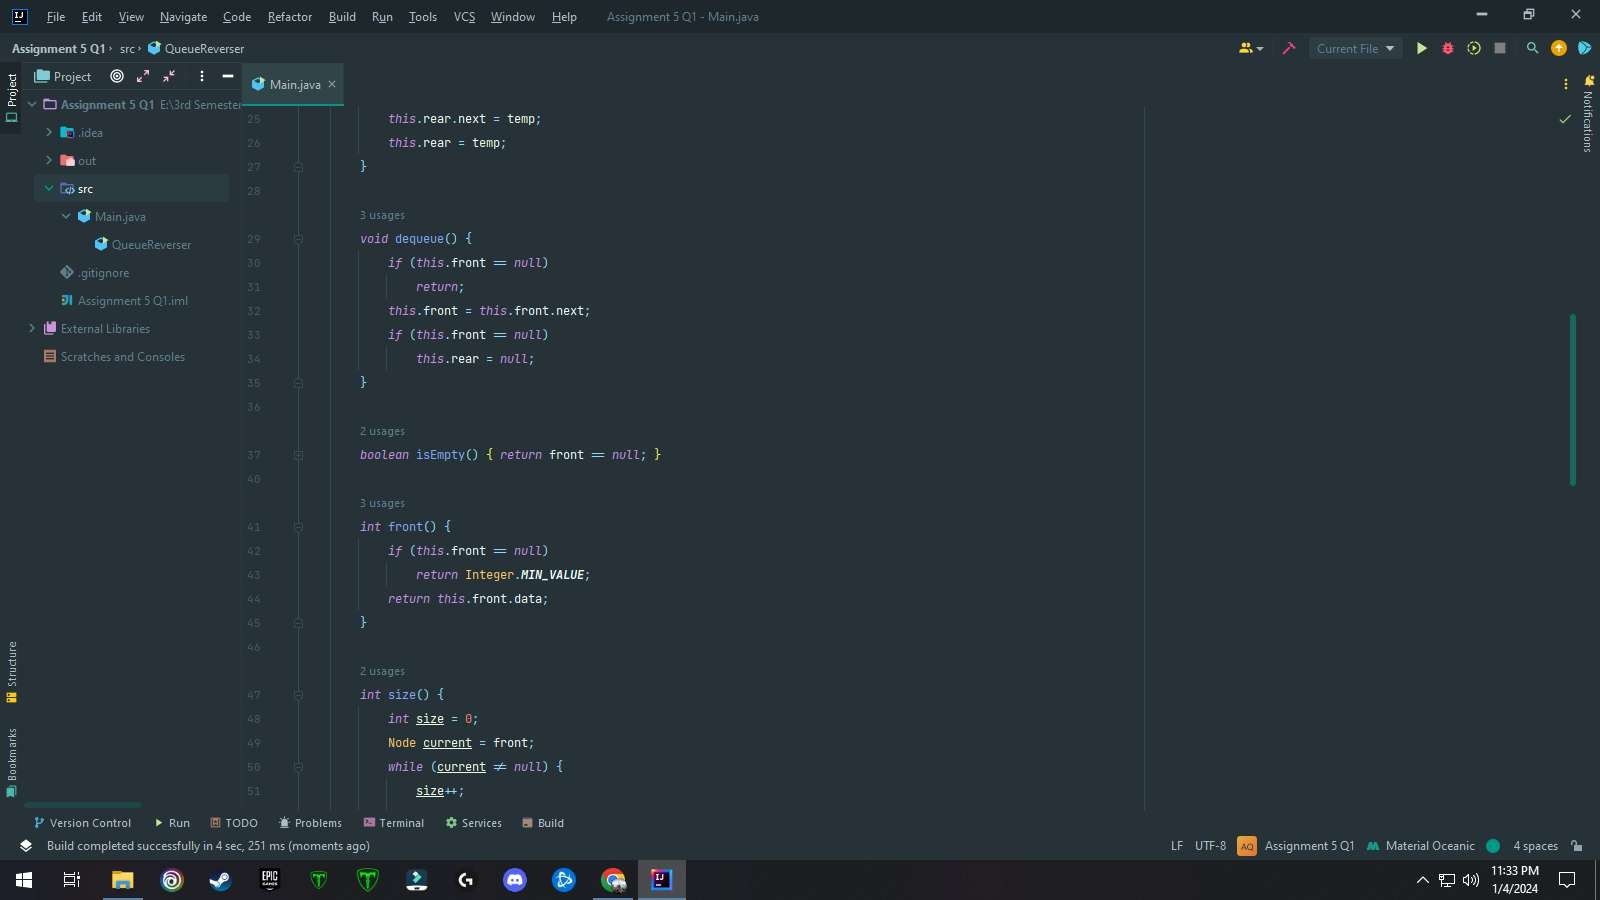 File Edit View Navigate Code Refactor Build Run Tools VCS Window Help Assignment 5 Q1 - Main.java
Assignment 5 Q1 › src › QueueReverser
Current File
Project
Main.java
Project
Notifications
Assignment 5 Q1 E:\3rd Semester
.idea
out
src
Main.java
QueueReverser
.gitignore
Assignment 5 Q1.iml
External Libraries
Scratches and Consoles
25 this.rear.next = temp;
26 this.rear = temp;
27 }
28
3 usages
29 void dequeue() {
30 if (this.front == null)
31 return;
32 this.front = this.front.next;
33 if (this.front == null)
34 this.rear = null;
35 }
36
2 usages
37 boolean isEmpty() { return front == null; }
40
3 usages
41 int front() {
42 if (this.front == null)
43 return Integer.MIN_VALUE;
44 return this.front.data;
45 }
46
2 usages
47 int size() {
48 int size = 0;
49 Node current = front;
50 while (current != null) {
51 size++;
Structure
Bookmarks
Version Control Run TODO Problems Terminal Services Build
Build completed successfully in 4 sec, 251 ms (moments ago)
LF UTF-8 AQ Assignment 5 Q1 Material Oceanic 4 spaces
EPIC GAMES
IJ
11:33 PM
1/4/2024